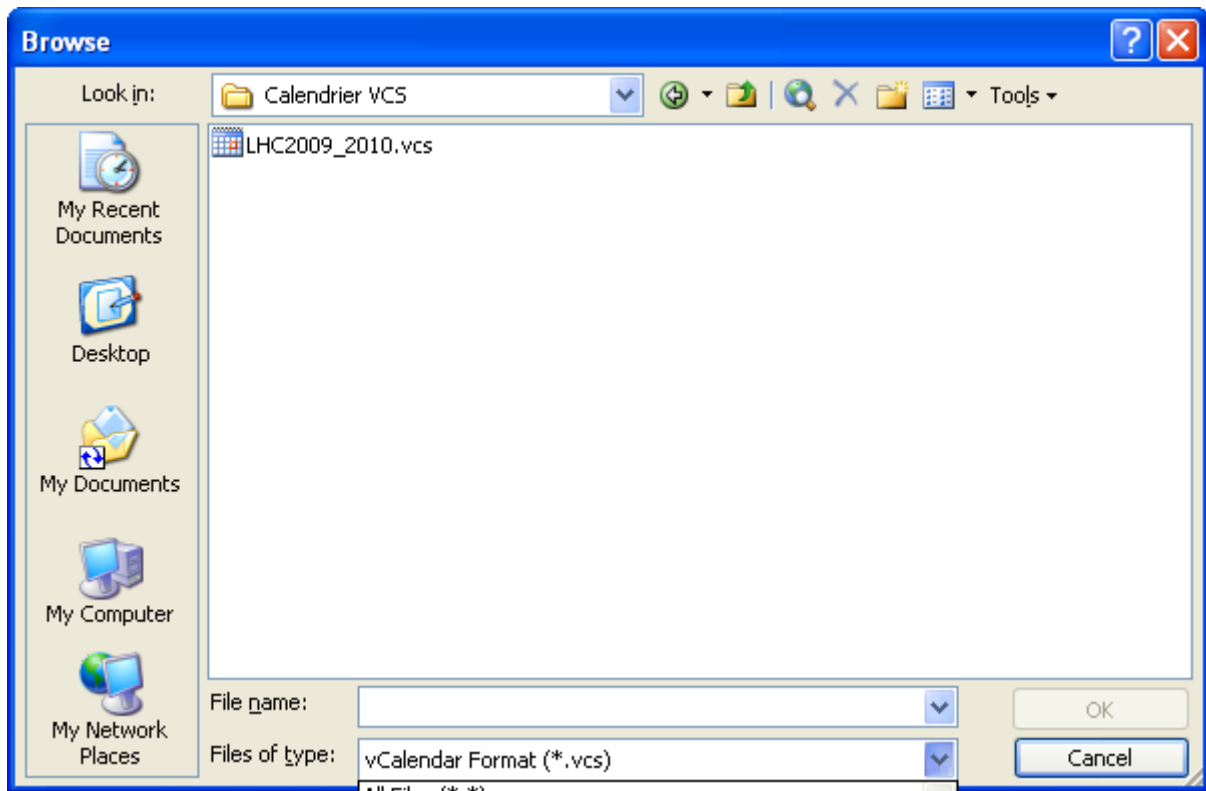 Browse
Look in:
Calendrier VCS
Tools
LHC2009_2010.vcs
My Recent
Documents
Desktop
My Documents
My Computer
My Network
Places
File name:
OK
Files of type:
vCalendar Format (*.vcs)
Cancel